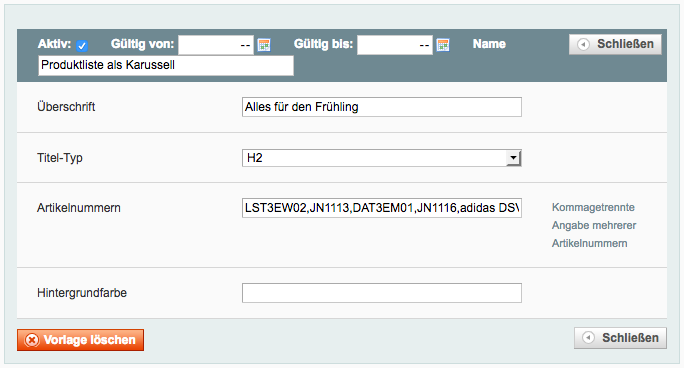 Aktiv: Gültig von: -- Gültig bis: -- Name Schließen
Produktliste als Karussell
Überschrift Alles für den Frühling
Titel-Typ H2
Artikelnummern LST3EW02,JN1113,DAT3EM01,JN1116,adidas DSV Kommagetrennte
Angabe mehrerer
Artikelnummern
Hintergrundfarbe
Vorlage löschen Schließen